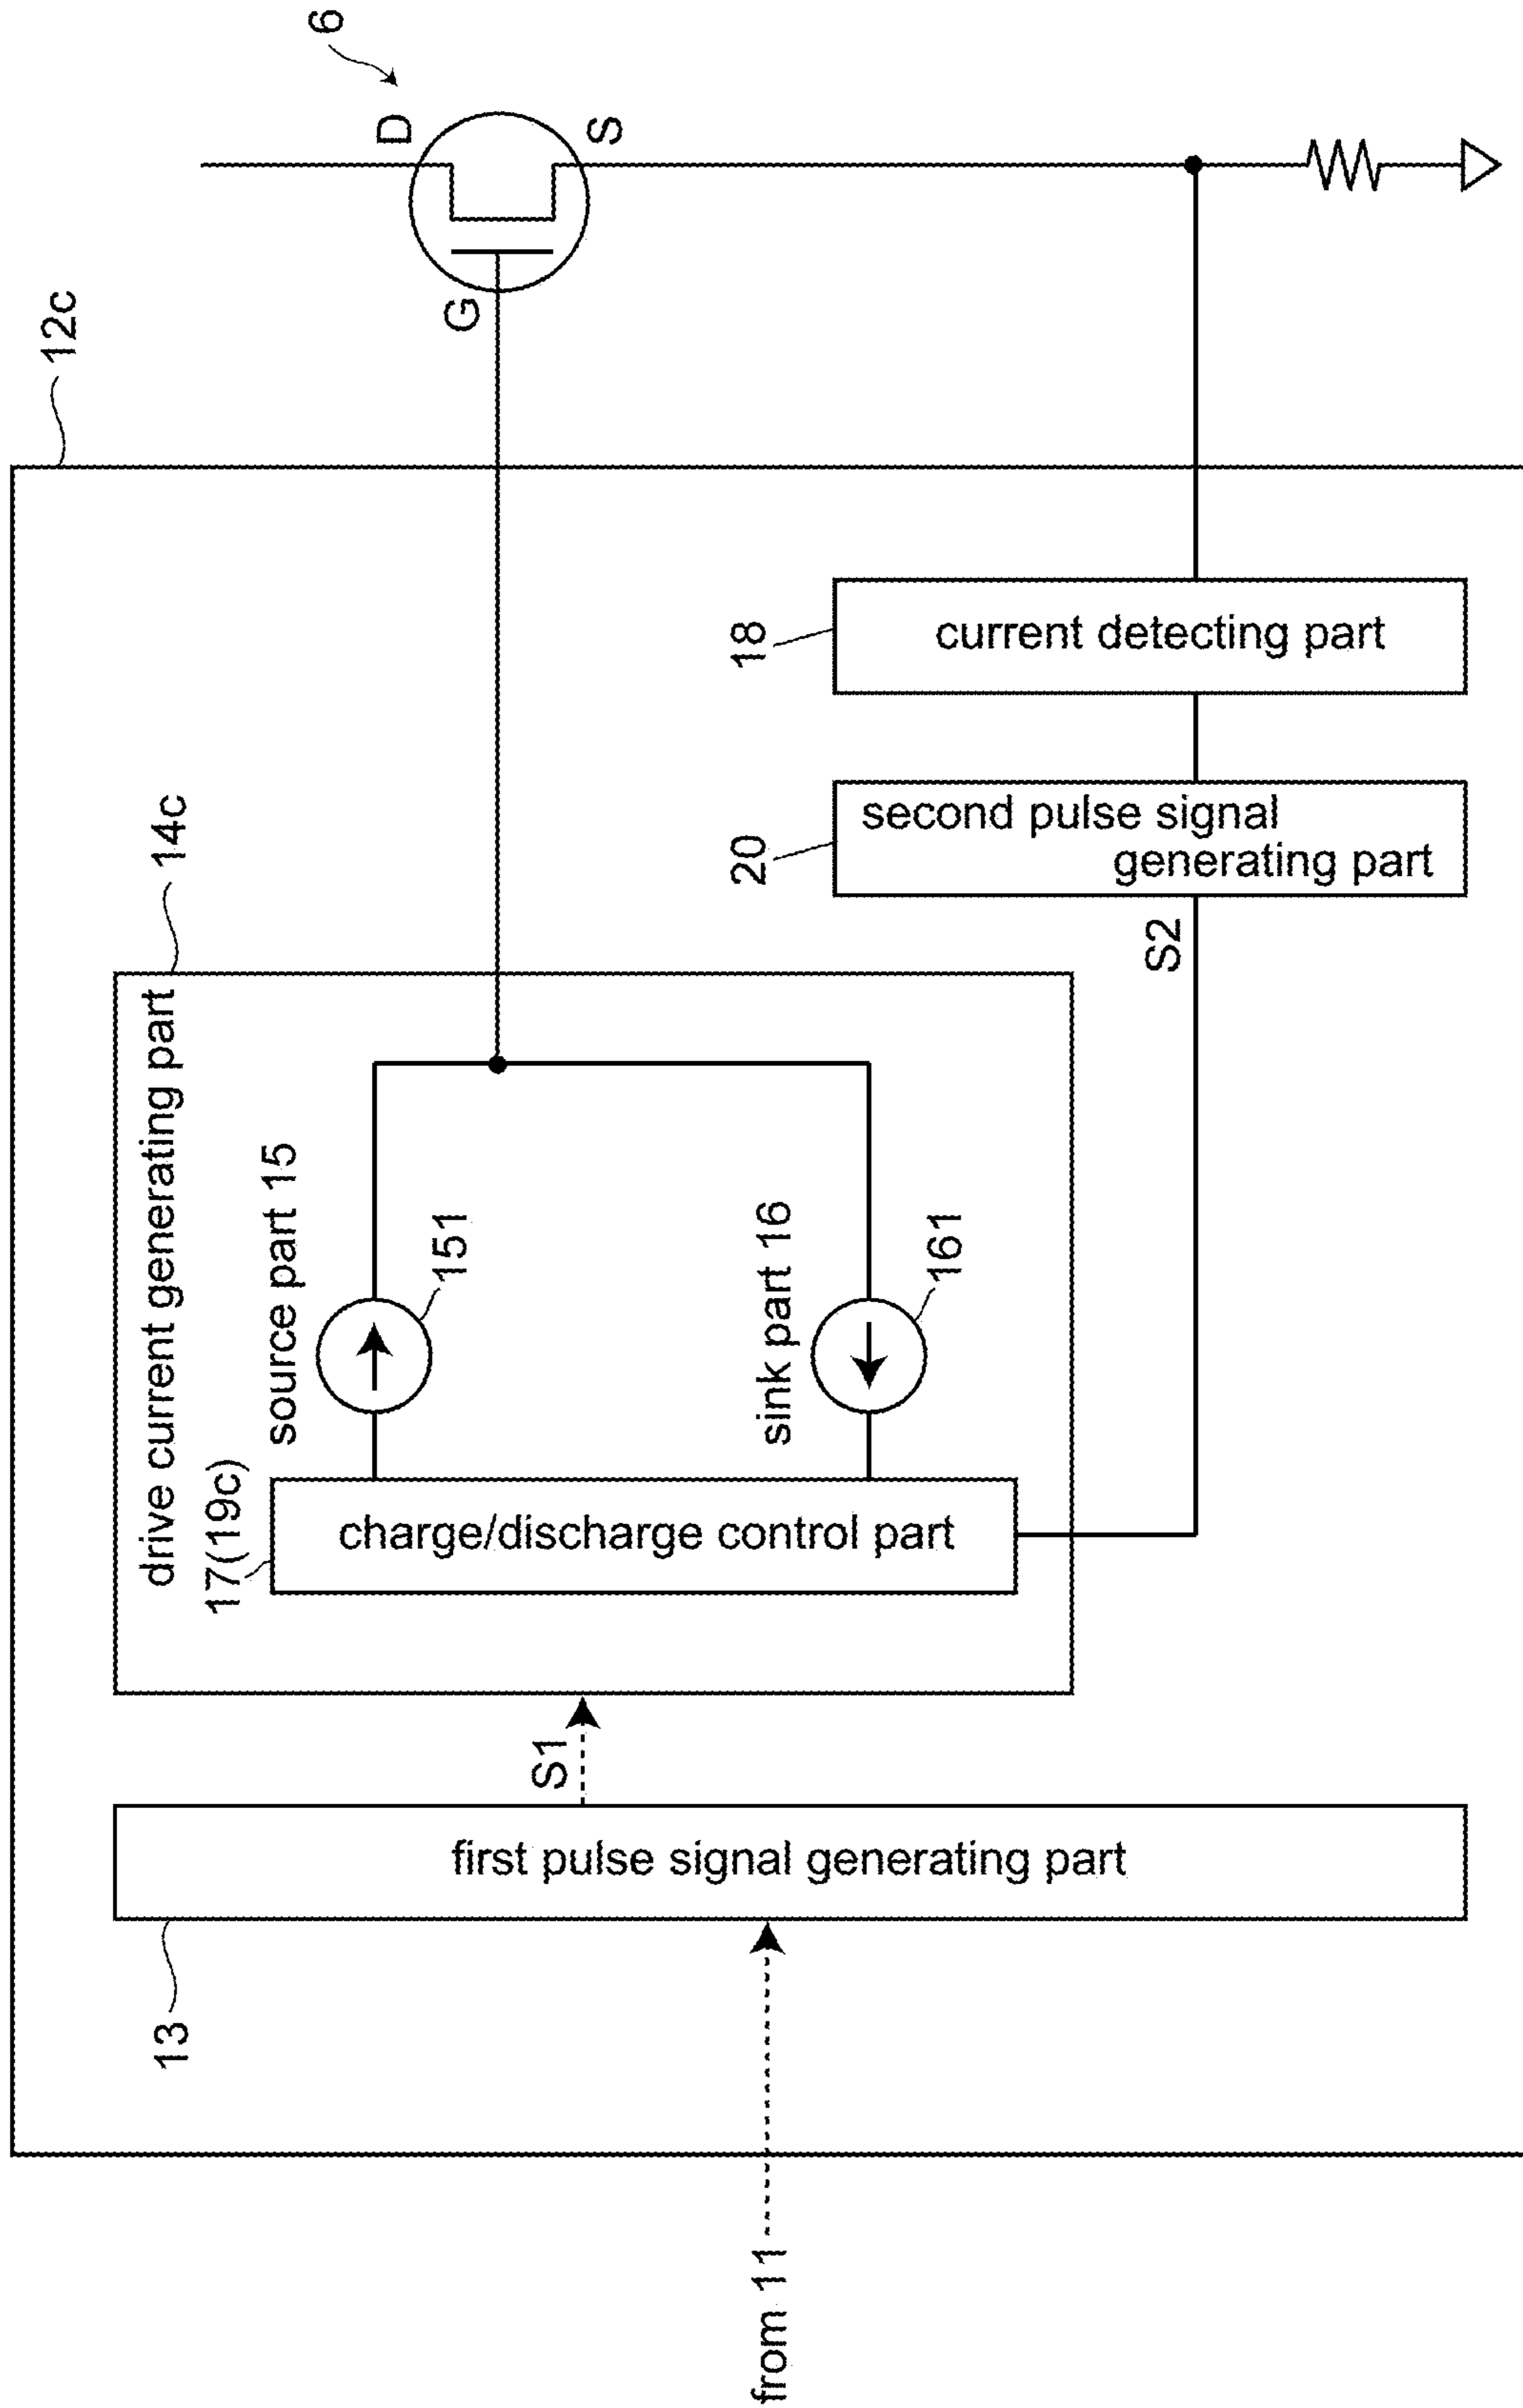 12c
6
14c
drive current generating part
D
17(19c)
source part 15
G
151
S
charge/discharge control part
S1
sink part 16
161
13
first pulse signal generating part
from 11
18
20
second pulse signal
generating part
current detecting part
S2